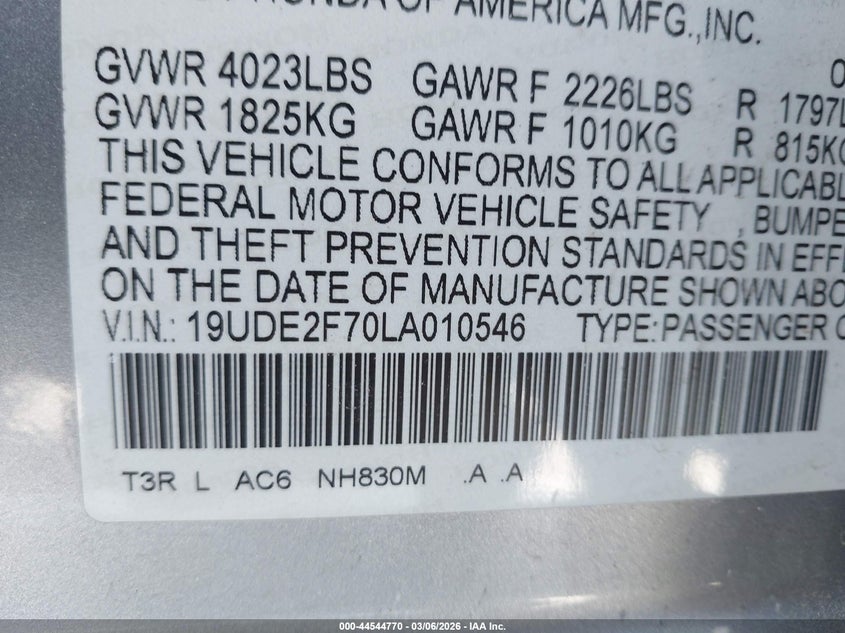 HONDA OF AMERICA MFG.,INC.
GVWR 4023LBS GAWR F 2226LBS R 1797L
GVWR 1825KG GAWR F 1010KG R 815KG
THIS VEHICLE CONFORMS TO ALL APPLICABL
FEDERAL MOTOR VEHICLE SAFETY , BUMPE
AND THEFT PREVENTION STANDARDS IN EFF
ON THE DATE OF MANUFACTURE SHOWN ABO
V.I.N.: 19UDE2F70LA010546 TYPE:PASSENGER C
T3R L AC6 NH830M .A .A
000-44544770 - 03/06/2026 - IAA Inc.